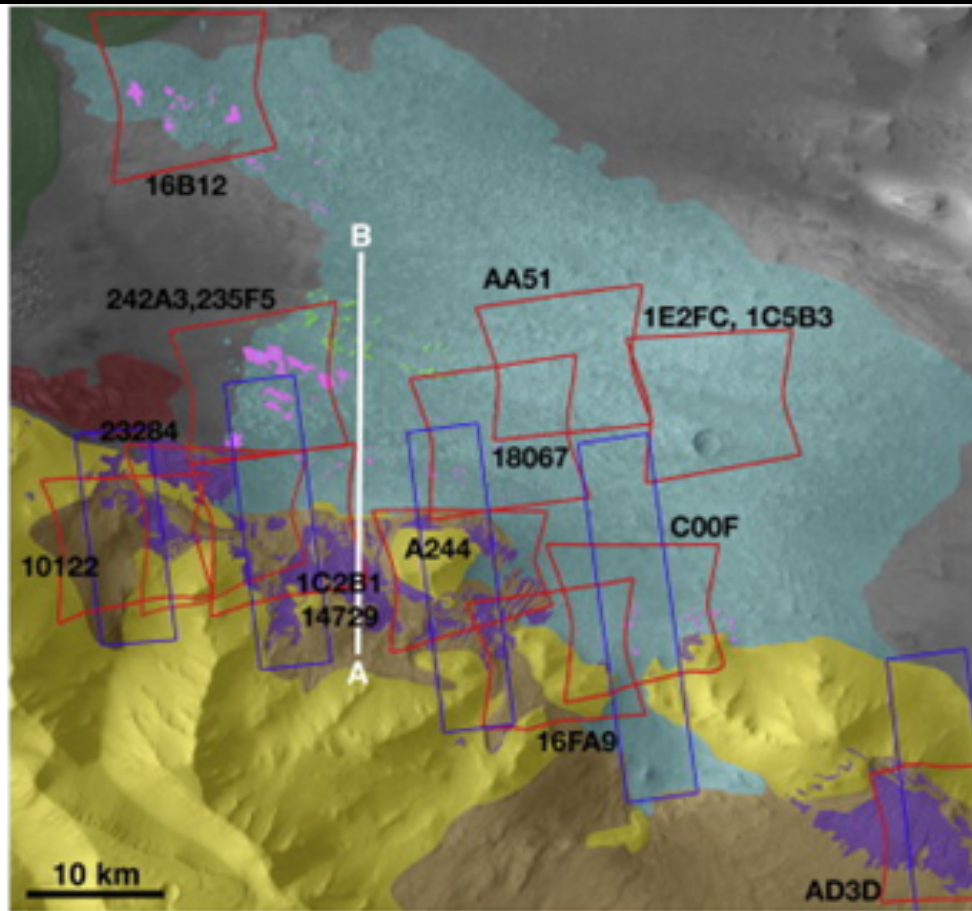 16B12
B
242A3,235F5
AA51
1E2FC, 1C5B3
23284
18067
10122
A244
C00F
1C2B1
14729
A
16FA9
10 km
AD3D